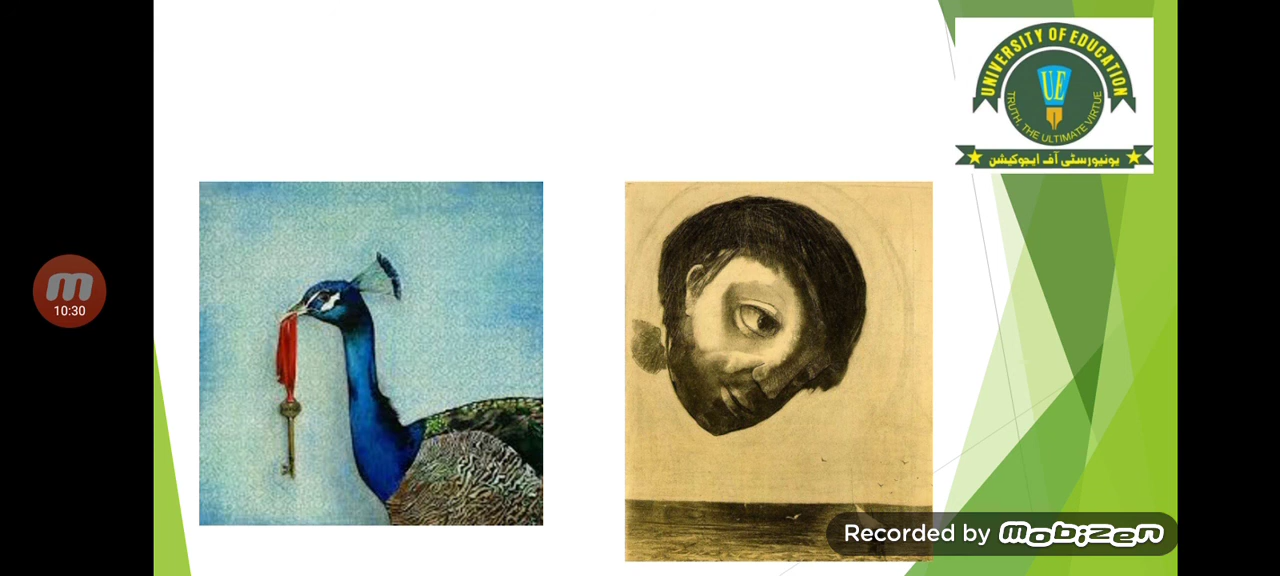 UNIVERSITY OF EDUCATION
UE
TRUTH, THE ULTIMATE VIRTUE
یونیورسٹی آف ایجوکیشن
m
10:30
Recorded by mobizen